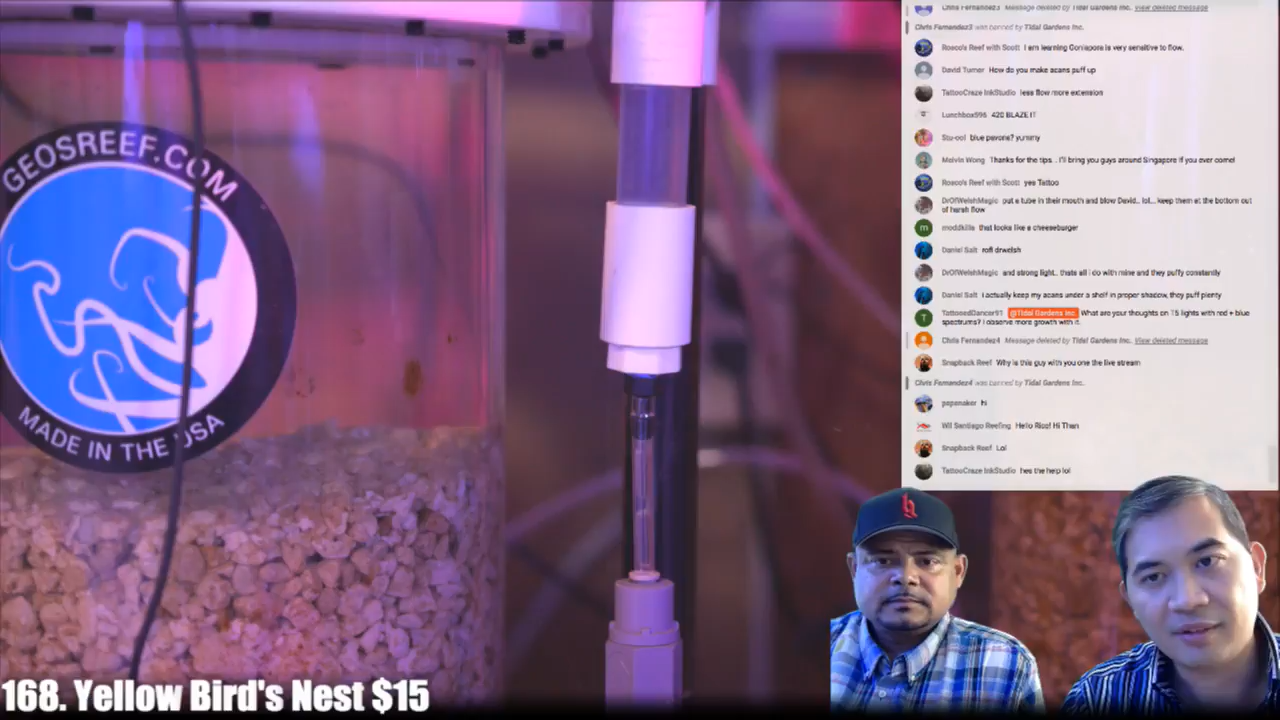 GEOSREEF.COM
MADE IN THE USA
168. Yellow Bird's Nest $15
Chris Fernandez3 Message deleted by Tidal Gardens Inc. View deleted message
Chris Fernandez3 was banned by Tidal Gardens Inc.
Rosco's Reef with Scott I am learning Goniapora is very sensitive to flow.
David Turner How do you make acans puff up
TattooCraze InkStudio less flow more extension
Lunchbox596 420 BLAZE IT
Stu-ool blue pavona? yummy
Melvin Wong Thanks for the tips. . I'll bring you guys around Singapore if you ever come!
Rosco's Reef with Scott yes Tattoo
DrOfWelshMagic put a tube in their mouth and blow David.. lol... keep them at the bottom out
of harsh flow
m moddkills that looks like a cheeseburger
Daniel Salt rofl drwelsh
DrOfWelshMagic and strong light.. thats all i do with mine and they puffy constantly
Daniel Salt i actually keep my acans under a shelf in proper shadow, they puff plenty
T TattooedDancer91 @Tidal Gardens Inc. What are your thoughts on T5 lights with red + blue
spectrums? I observe more growth with it.
Chris Fernandez4 Message deleted by Tidal Gardens Inc. View deleted message
Snapback Reef Why is this guy with you one the live stream
Chris Fernandez4 was banned by Tidal Gardens Inc.
popsnaker hi
Wil Santiago Reefing Hello Rico! Hi Than
Snapback Reef Lol
TattooCraze InkStudio hes the help lol